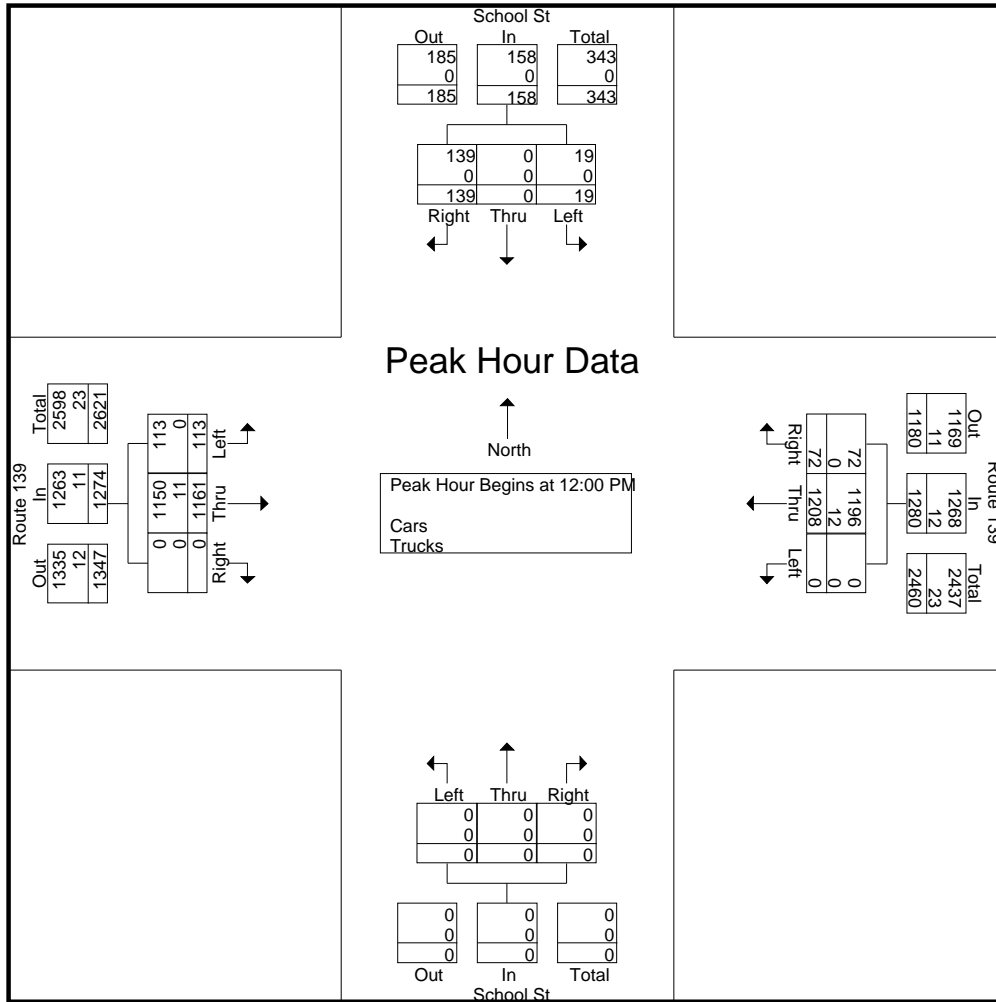 School St
Out In Total
185 158 343
0 0 0
185 158 343
139 0 19
0 0 0
139 0 19
Right Thru Left
Peak Hour Data
North
Peak Hour Begins at 12:00 PM
Cars
Trucks
Route 139
Total In Out
2598 1263 1335
23 11 12
2621 1274 1347
113 1150 0
0 11 0
113 1161 0
Left Thru Right
Route 139
Out In Total
1169 1268 2437
11 12 23
1180 1280 2460
72 1196 0
0 12 0
72 1208 0
Right Thru Left
Left Thru Right
0 0 0
0 0 0
0 0 0
0 0 0
0 0 0
0 0 0
Out In Total
School St